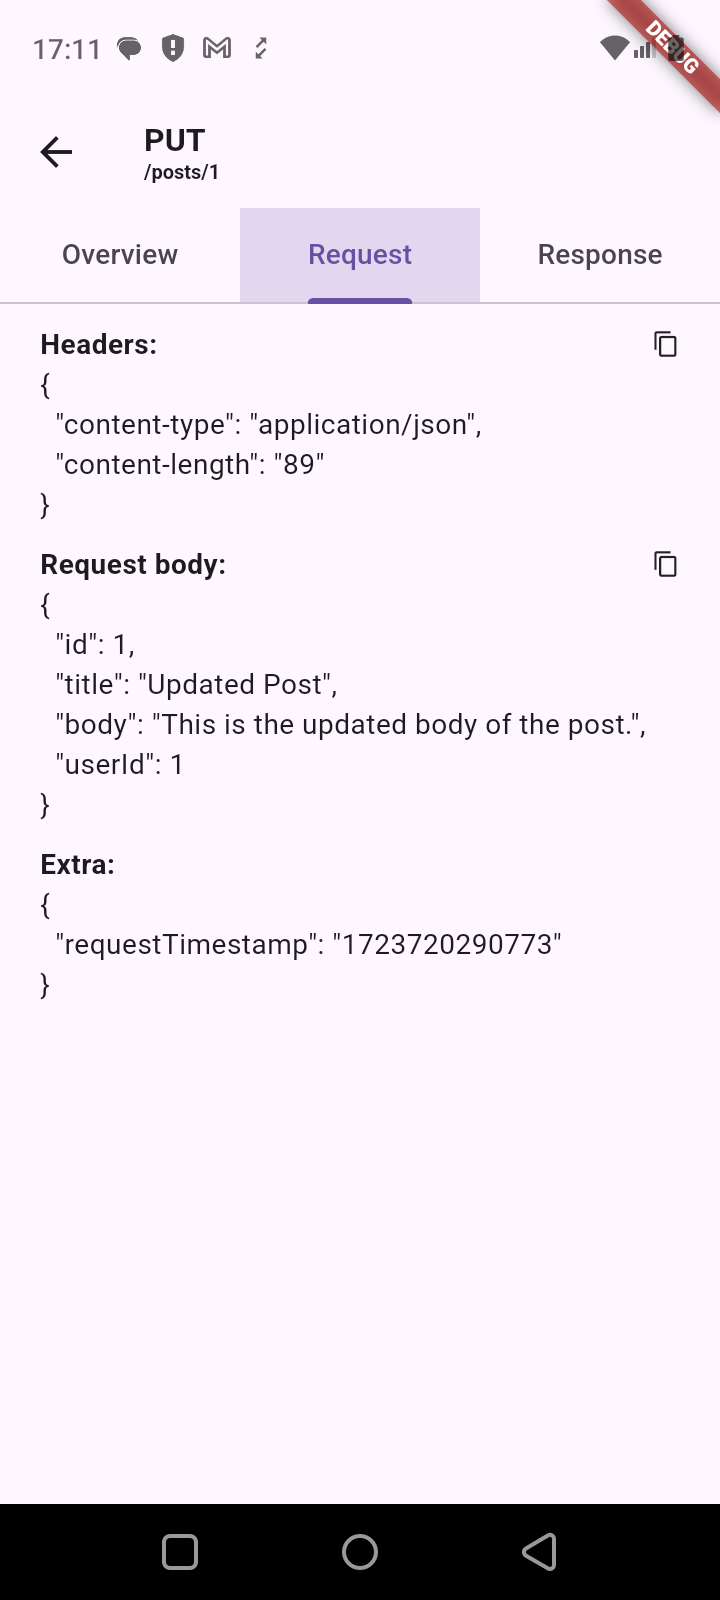 17:11
DEBUG
PUT
/posts/1
Overview Request Response
Headers:
{
"content-type": "application/json",
"content-length": "89"
}
Request body:
{
"id": 1,
"title": "Updated Post",
"body": "This is the updated body of the post.",
"userId": 1
}
Extra:
{
"requestTimestamp": "1723720290773"
}